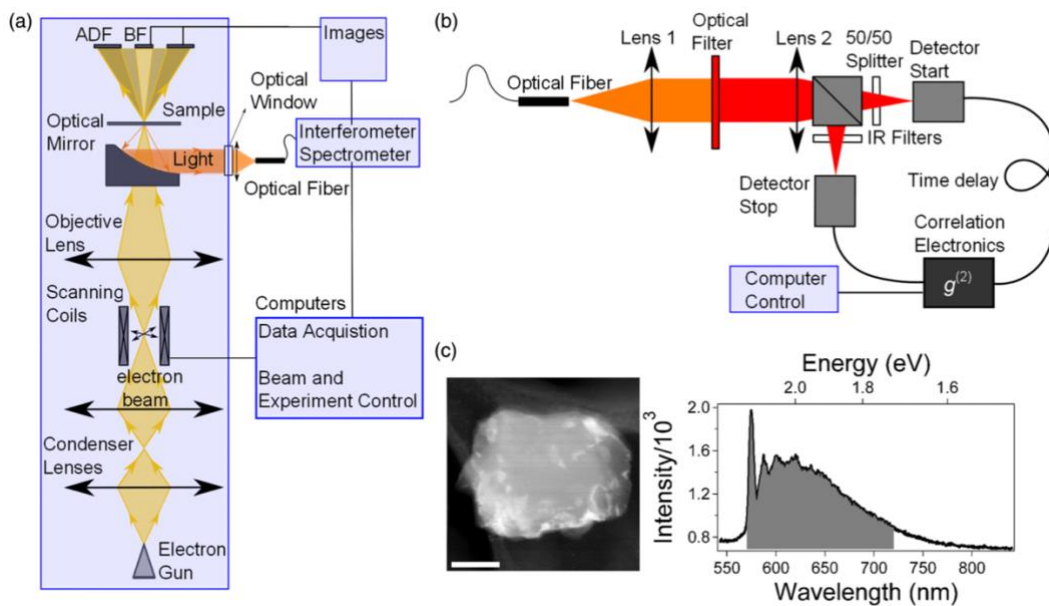 (a)
ADF BF
Images
Sample
Optical
Window
Optical
Mirror
Light
Interferometer
Spectrometer
Optical Fiber
Objective
Lens
Scanning
Coils
Computers
Data Acquistion
Beam and
Experiment Control
electron
beam
Condenser
Lenses
Electron
Gun
(b)
Optical Fiber
Lens 1
Optical
Filter
Lens 2
50/50
Splitter
Detector
Start
IR Filters
Detector
Stop
Time delay
Correlation
Electronics
g(2)
Computer
Control
(c)
Energy (eV)
2.0 1.8 1.6
Intensity/10³
2.0
1.6
1.2
0.8
550 600 650 700 750 800
Wavelength (nm)